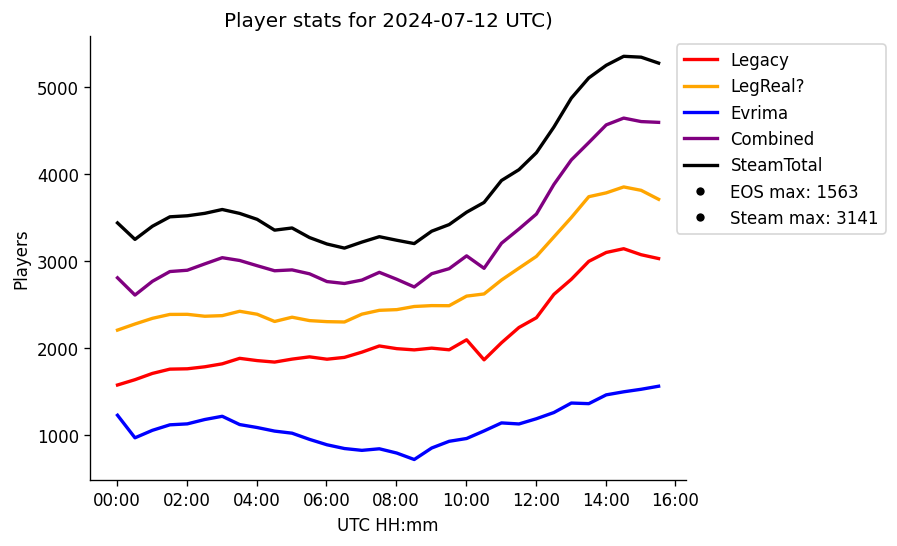 Player stats for 2024-07-12 UTC)
Players
5000
4000
3000
2000
1000
00:00 02:00 04:00 06:00 08:00 10:00 12:00 14:00 16:00
UTC HH:mm
Legacy
LegReal?
Evrima
Combined
SteamTotal
EOS max: 1563
Steam max: 3141